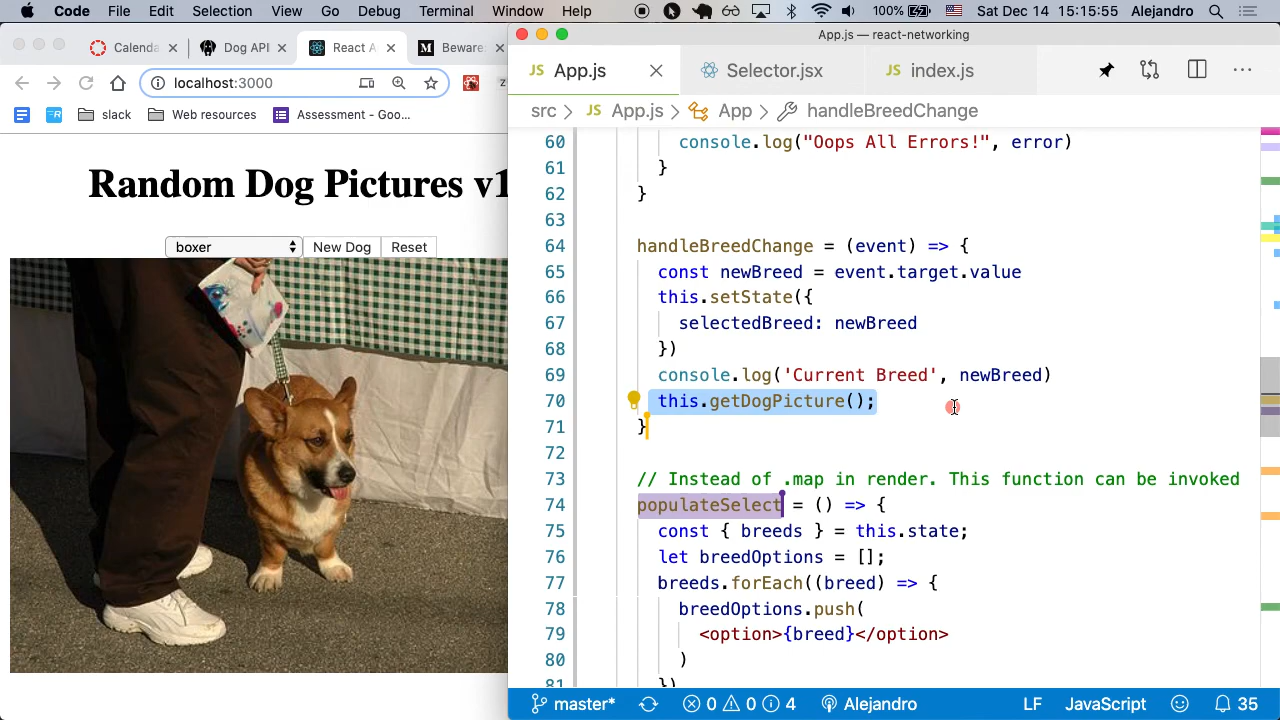 Code File Edit Selection View Go Debug Terminal Window Help 100% Sat Dec 14 15:15:55 Alejandro
Calenda Dog API React A Beware:
localhost:3000
slack Web resources Assessment - Goo...
Random Dog Pictures v1
boxer New Dog Reset
App.js — react-networking
JS App.js Selector.jsx JS index.js
src > JS App.js > App > handleBreedChange
60 console.log("Oops All Errors!", error)
61 }
62 }
63
64 handleBreedChange = (event) => {
65 const newBreed = event.target.value
66 this.setState({
67 selectedBreed: newBreed
68 })
69 console.log('Current Breed', newBreed)
70 this.getDogPicture();
71 }
72
73 // Instead of .map in render. This function can be invoked
74 populateSelect = () => {
75 const { breeds } = this.state;
76 let breedOptions = [];
77 breeds.forEach((breed) => {
78 breedOptions.push(
79 <option>{breed}</option>
80 )
81 })
master* 0 0 4 Alejandro LF JavaScript 35